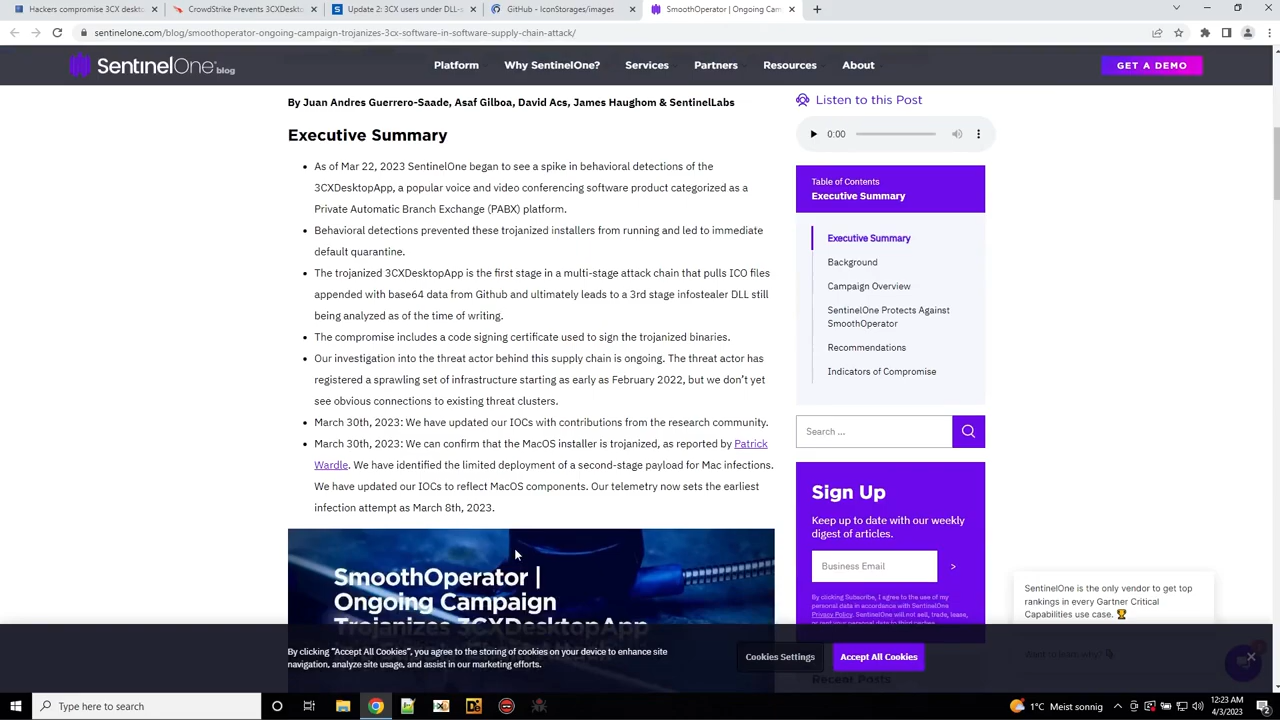 Hackers compromise 3CX desktop
CrowdStrike Prevents 3CXDeskto
Update 2: 3CX users under DLL-s
GitHub - IconStorages/images
SmoothOperator | Ongoing Cam
sentinelone.com/blog/smoothoperator-ongoing-campaign-trojanizes-3cx-software-in-software-supply-chain-attack/
SentinelOne blog
Platform
Why SentinelOne?
Services
Partners
Resources
About
GET A DEMO
By Juan Andres Guerrero-Saade, Asaf Gilboa, David Acs, James Haughom & SentinelLabs
Executive Summary
• As of Mar 22, 2023 SentinelOne began to see a spike in behavioral detections of the
3CXDesktopApp, a popular voice and video conferencing software product categorized as a
Private Automatic Branch Exchange (PABX) platform.
• Behavioral detections prevented these trojanized installers from running and led to immediate
default quarantine.
• The trojanized 3CXDesktopApp is the first stage in a multi-stage attack chain that pulls ICO files
appended with base64 data from Github and ultimately leads to a 3rd stage infostealer DLL still
being analyzed as of the time of writing.
• The compromise includes a code signing certificate used to sign the trojanized binaries.
• Our investigation into the threat actor behind this supply chain is ongoing. The threat actor has
registered a sprawling set of infrastructure starting as early as February 2022, but we don't yet
see obvious connections to existing threat clusters.
• March 30th, 2023: We have updated our IOCs with contributions from the research community.
• March 30th, 2023: We can confirm that the MacOS installer is trojanized, as reported by Patrick
Wardle. We have identified the limited deployment of a second-stage payload for Mac infections.
We have updated our IOCs to reflect MacOS components. Our telemetry now sets the earliest
infection attempt as March 8th, 2023.
SmoothOperator |
Ongoing Campaign
Trojanizes 3CXDesktopApp
Listen to this Post
0:00
Table of Contents
Executive Summary
Executive Summary
Background
Campaign Overview
SentinelOne Protects Against
SmoothOperator
Recommendations
Indicators of Compromise
Search ...
Sign Up
Keep up to date with our weekly
digest of articles.
Business Email
>
By clicking Subscribe, I agree to the use of my
personal data in accordance with SentinelOne
Privacy Policy. SentinelOne will not sell, trade, lease,
or rent your personal data to third parties.
SentinelOne is the only vendor to get top
rankings in every Gartner Critical
Capabilities use case. 🏆
Want to learn why?
By clicking "Accept All Cookies", you agree to the storing of cookies on your device to enhance site
navigation, analyze site usage, and assist in our marketing efforts.
Cookies Settings
Accept All Cookies
Recent Posts
Type here to search
1°C Meist sonnig
12:23 AM
4/3/2023
2